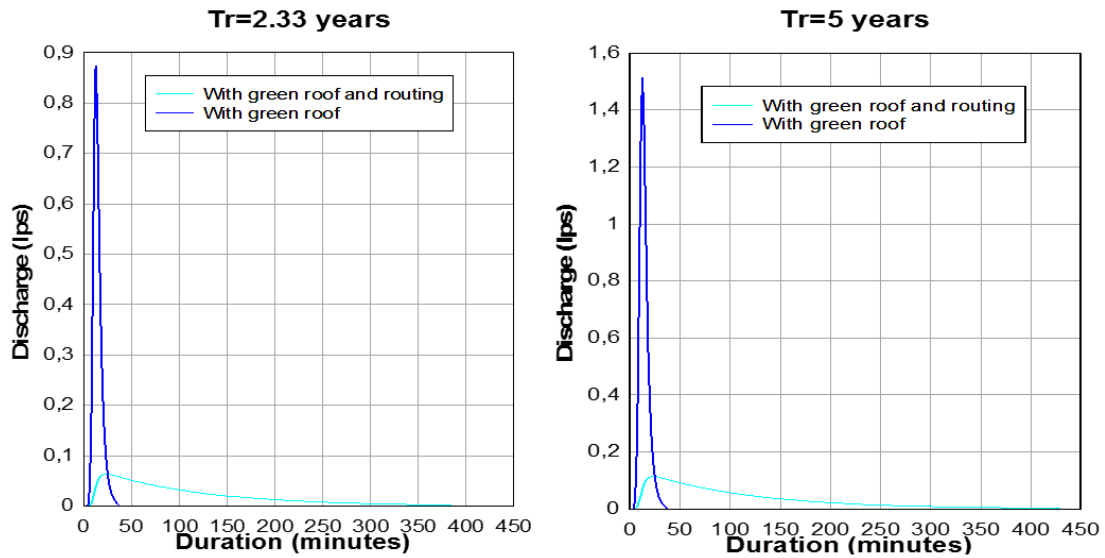 Tr=2.33 years
0,9
0,8
0,7
0,6
0,5
0,4
0,3
0,2
0,1
0
Discharge (lps)
With green roof and routing
With green roof
0 50 100 150 200 250 300 350 400 450
Duration (minutes)
Tr=5 years
1,6
1,4
1,2
1
0,8
0,6
0,4
0,2
0
Discharge (lps)
With green roof and routing
With green roof
0 50 100 150 200 250 300 350 400 450
Duration (minutes)